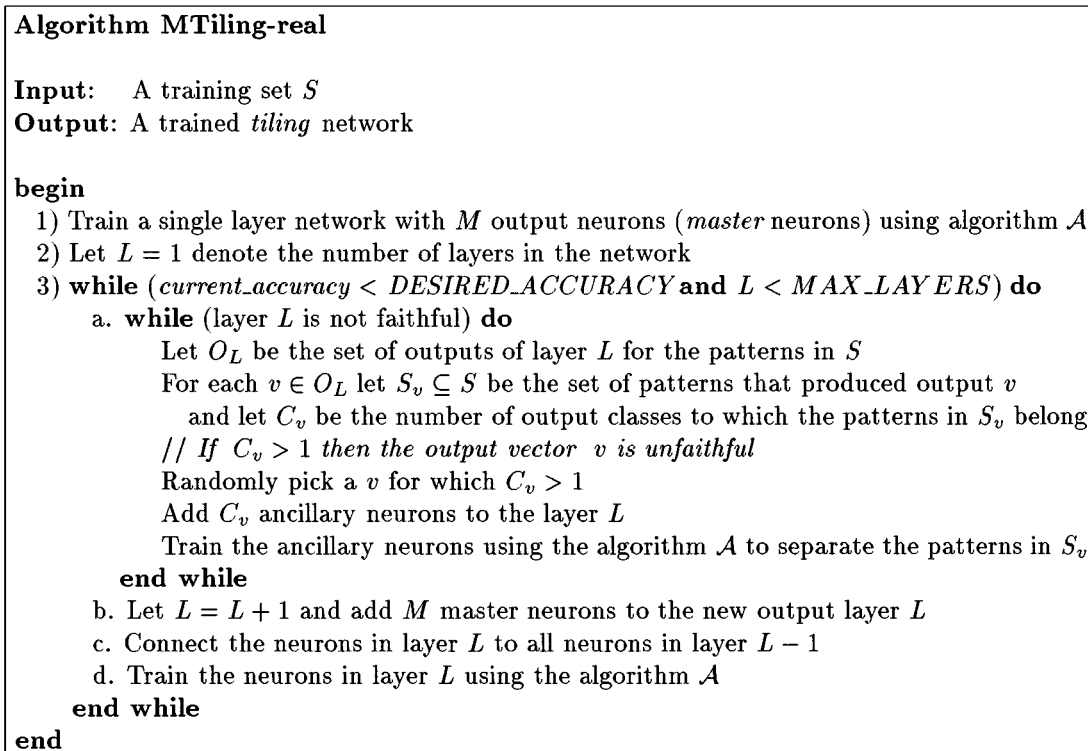 Algorithm MTiling-real
Input: A training set S
Output: A trained tiling network
begin
1) Train a single layer network with M output neurons (master neurons) using algorithm A
2) Let L = 1 denote the number of layers in the network
3) while (current_accuracy < DESIRED_ACCURACY and L < MAX_LAYERS) do
a. while (layer L is not faithful) do
Let O_L be the set of outputs of layer L for the patterns in S
For each v ∈ O_L let S_v ⊆ S be the set of patterns that produced output v
and let C_v be the number of output classes to which the patterns in S_v belong
// If C_v > 1 then the output vector v is unfaithful
Randomly pick a v for which C_v > 1
Add C_v ancillary neurons to the layer L
Train the ancillary neurons using the algorithm A to separate the patterns in S_v
end while
b. Let L = L + 1 and add M master neurons to the new output layer L
c. Connect the neurons in layer L to all neurons in layer L − 1
d. Train the neurons in layer L using the algorithm A
end while
end